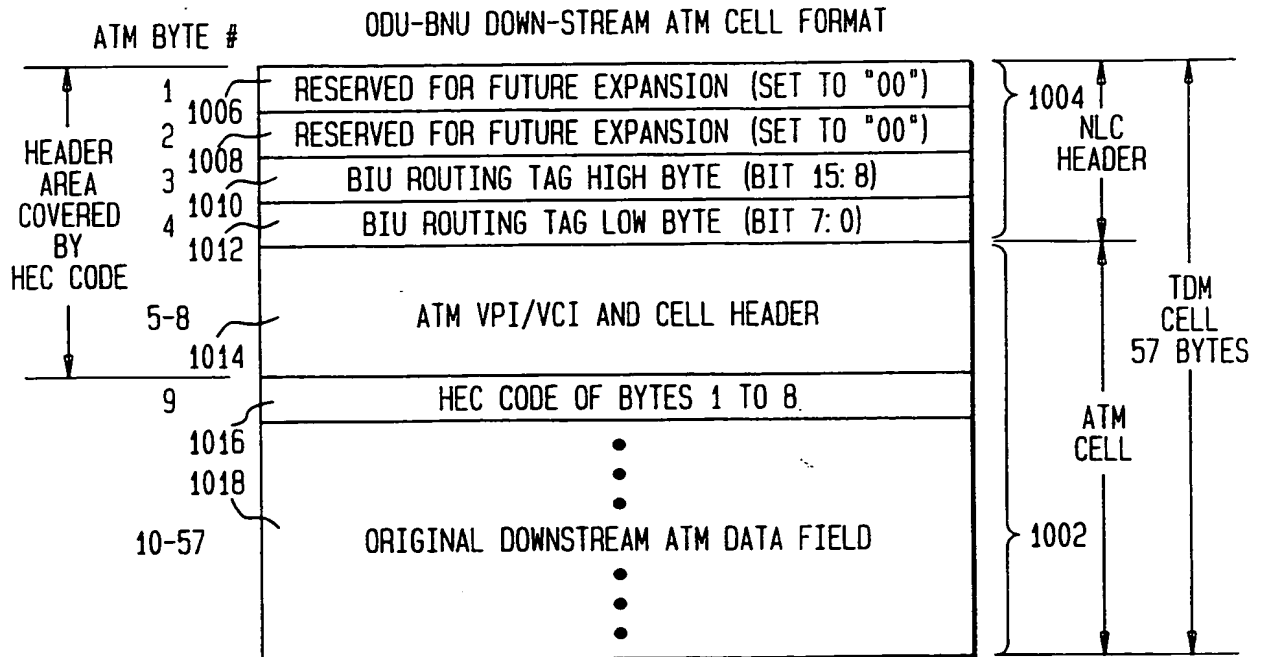 ODU-BNU DOWN-STREAM ATM CELL FORMAT
ATM BYTE #
1
RESERVED FOR FUTURE EXPANSION (SET TO "00")
1006
2
RESERVED FOR FUTURE EXPANSION (SET TO "00")
1008
3
BIU ROUTING TAG HIGH BYTE (BIT 15:8)
1010
4
BIU ROUTING TAG LOW BYTE (BIT 7:0)
1012
HEADER
AREA
COVERED
BY
HEC CODE
5-8
ATM VPI/VCI AND CELL HEADER
1014
9
HEC CODE OF BYTES 1 TO 8
1016
1018
10-57
ORIGINAL DOWNSTREAM ATM DATA FIELD
1004
NLC
HEADER
TDM
CELL
57 BYTES
ATM
CELL
1002